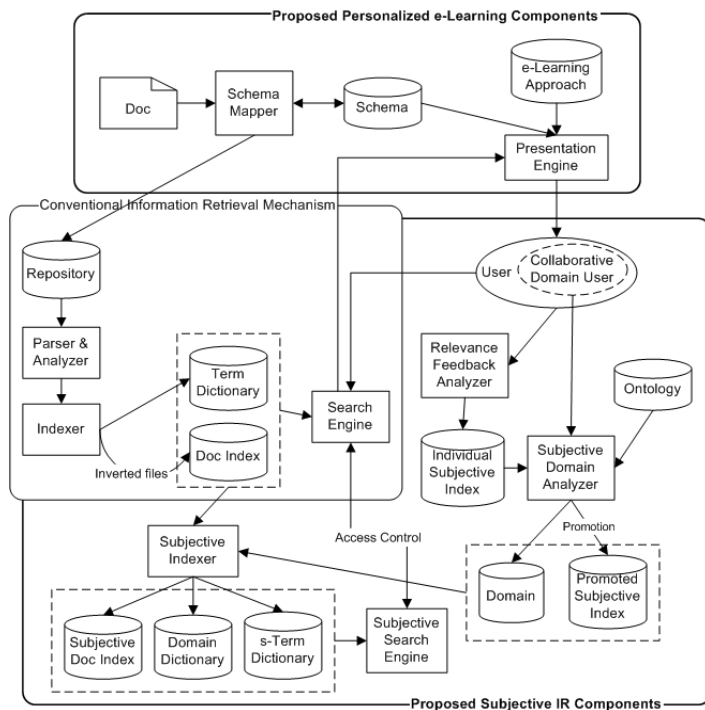 Proposed Personalized e-Learning Components
e-Learning
Approach
Doc
Schema
Mapper
Schema
Presentation
Engine
Conventional Information Retrieval Mechanism
Repository
User
Collaborative
Domain User
Parser &
Analyzer
Term
Dictionary
Relevance
Feedback
Analyzer
Ontology
Indexer
Search
Engine
Inverted files
Doc Index
Individual
Subjective
Index
Subjective
Domain
Analyzer
Subjective
Indexer
Access Control
Promotion
Domain
Promoted
Subjective
Index
Subjective
Doc Index
Domain
Dictionary
s-Term
Dictionary
Subjective
Search
Engine
Proposed Subjective IR Components